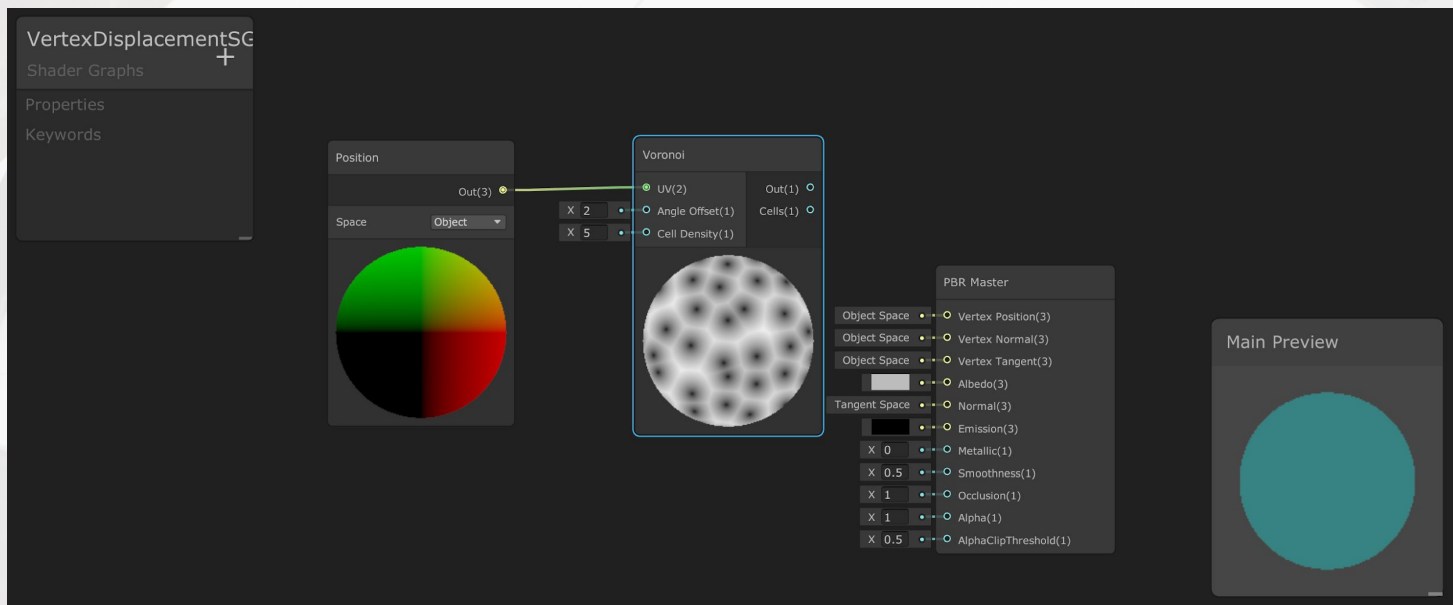 VertexDisplacementSG
Shader Graphs
Properties
Keywords
Position
Out(3)
Space Object
Voronoi
UV(2) Out(1)
X 2 Angle Offset(1) Cells(1)
X 5 Cell Density(1)
PBR Master
Object Space Vertex Position(3)
Object Space Vertex Normal(3)
Object Space Vertex Tangent(3)
Albedo(3)
Tangent Space Normal(3)
Emission(3)
X 0 Metallic(1)
X 0.5 Smoothness(1)
X 1 Occlusion(1)
X 1 Alpha(1)
X 0.5 AlphaClipThreshold(1)
Main Preview